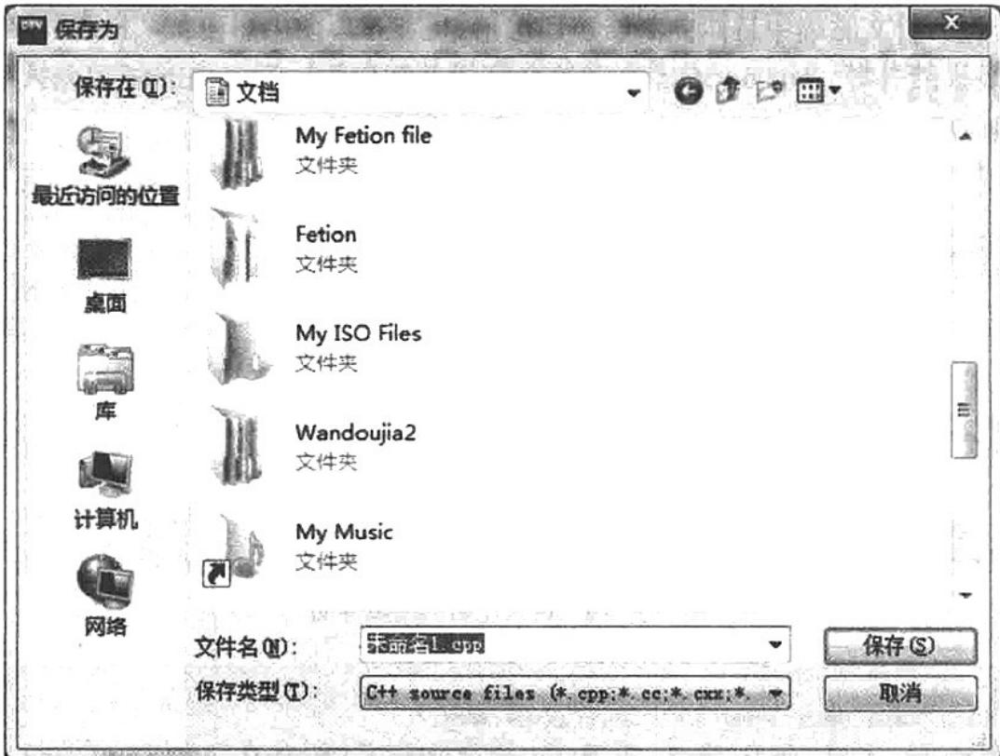 保存为
保存在(I):
文档
最近访问的位置
桌面
库
计算机
网络
My Fetion file
文件夹
Fetion
文件夹
My ISO Files
文件夹
Wandoujia2
文件夹
My Music
文件夹
文件名(N):
未命名1.cpp
保存(S)
保存类型(T):
C++ source files (*.cpp;*.cc;*.cxx;*.
取消